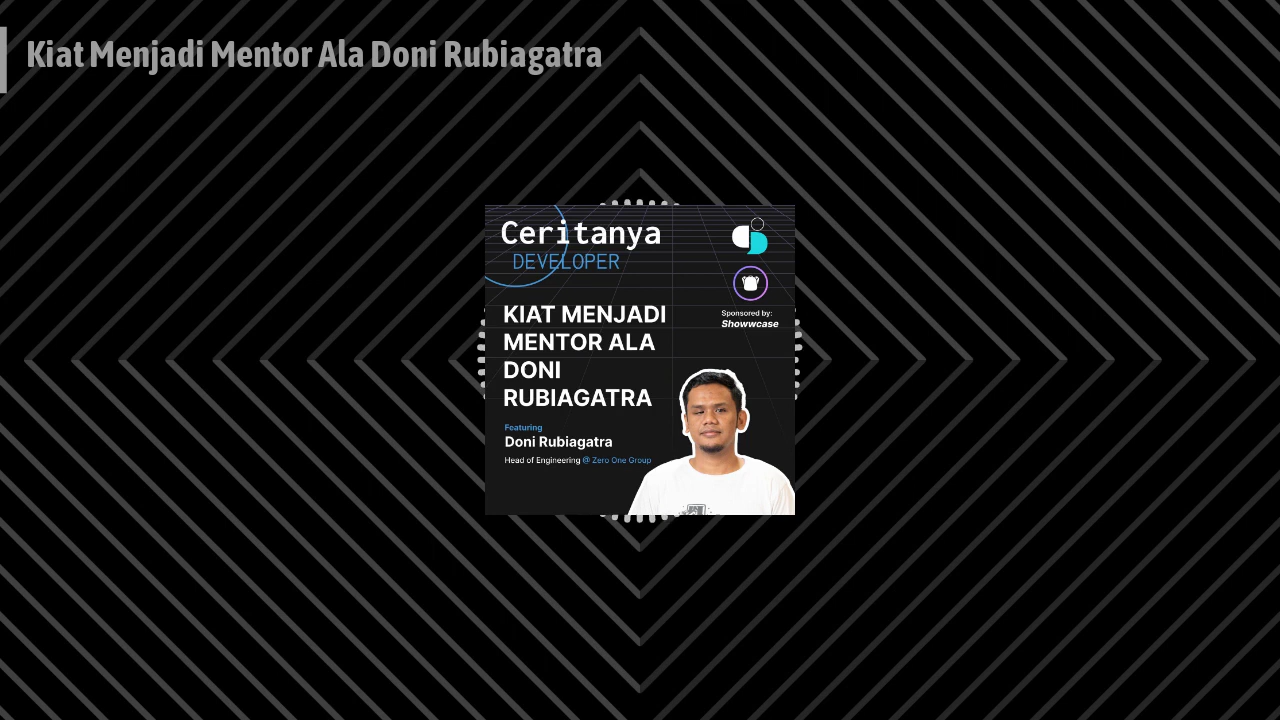 Kiat Menjadi Mentor Ala Doni Rubiagatra
Ceritanya
DEVELOPER
Sponsored by:
Showwcase
KIAT MENJADI
MENTOR ALA
DONI
RUBIAGATRA
Featuring
Doni Rubiagatra
Head of Engineering @ Zero One Group